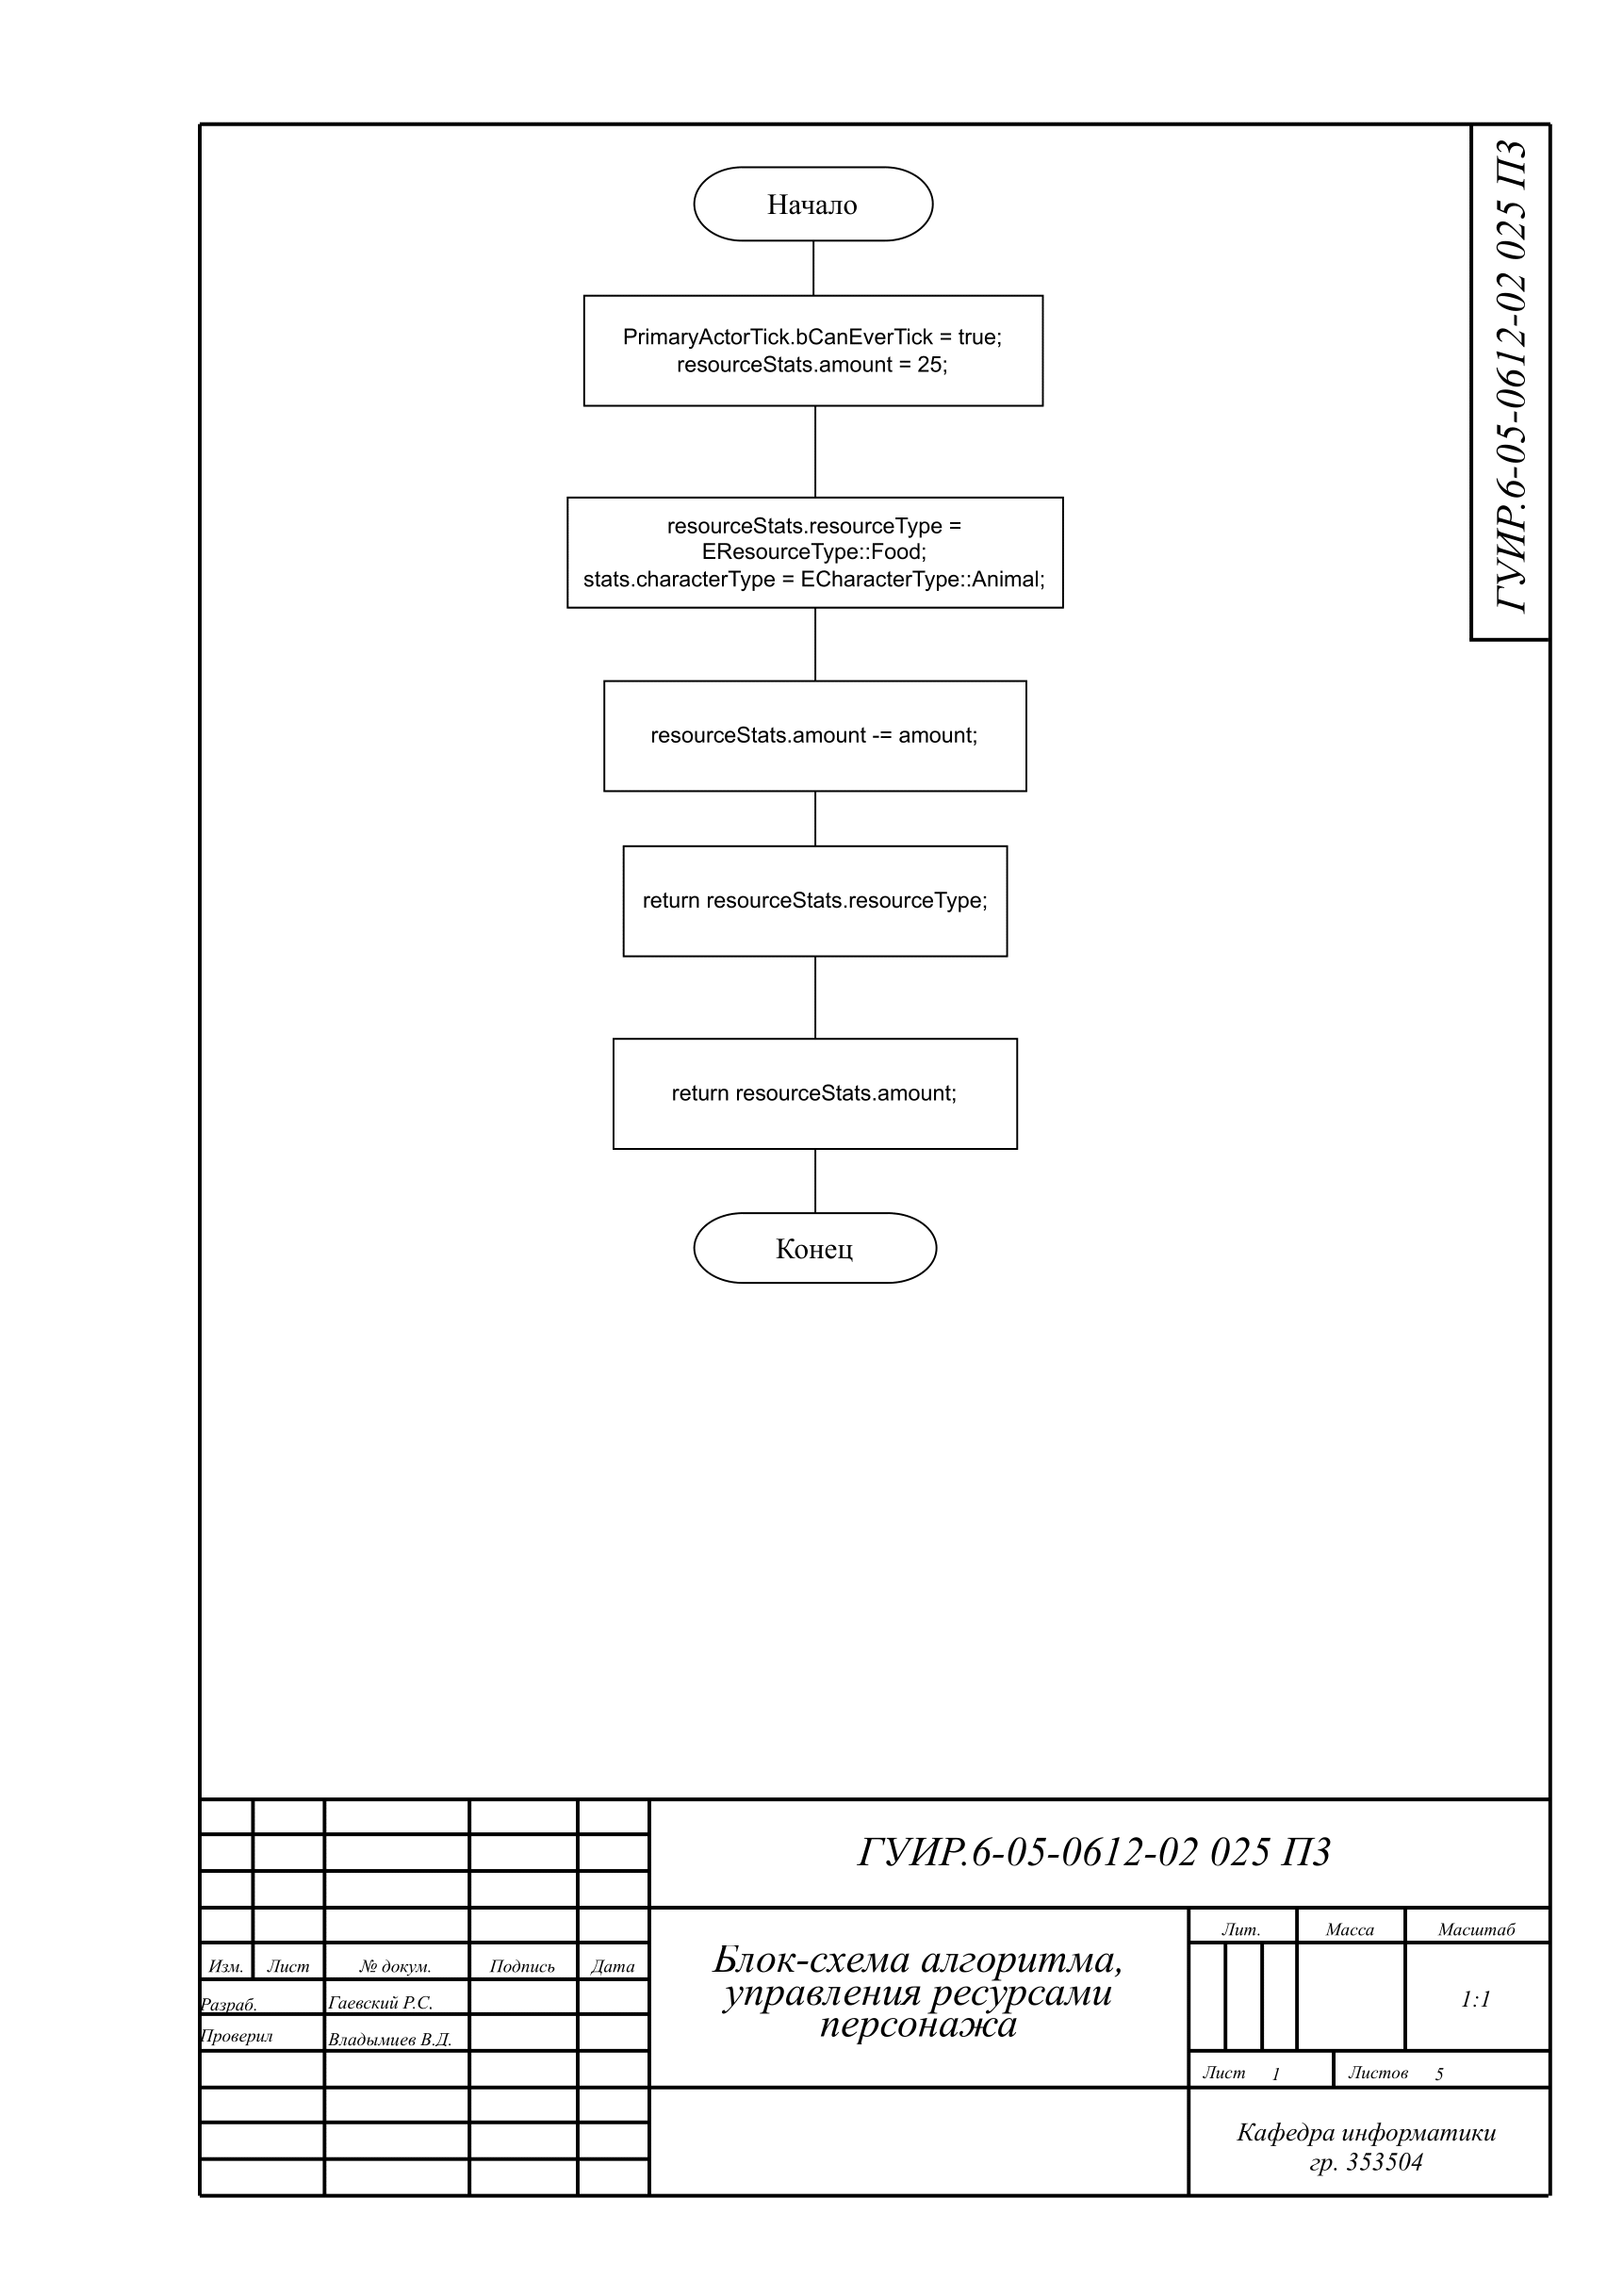 ГУИР.6-05-0612-02 025 ПЗ
Начало
PrimaryActorTick.bCanEverTick = true;
resourceStats.amount = 25;
resourceStats.resourceType =
EResourceType::Food;
stats.characterType = ECharacterType::Animal;
resourceStats.amount -= amount;
return resourceStats.resourceType;
return resourceStats.amount;
Конец
ГУИР.6-05-0612-02 025 ПЗ
Изм. Лист № докум. Подпись Дата
Разраб. Гаевский Р.С.
Проверил Владымцев В.Д.
Блок-схема алгоритма,
управления ресурсами
персонажа
Лит. Масса Масштаб
1:1
Лист 1 Листов 5
Кафедра информатики
гр. 353504